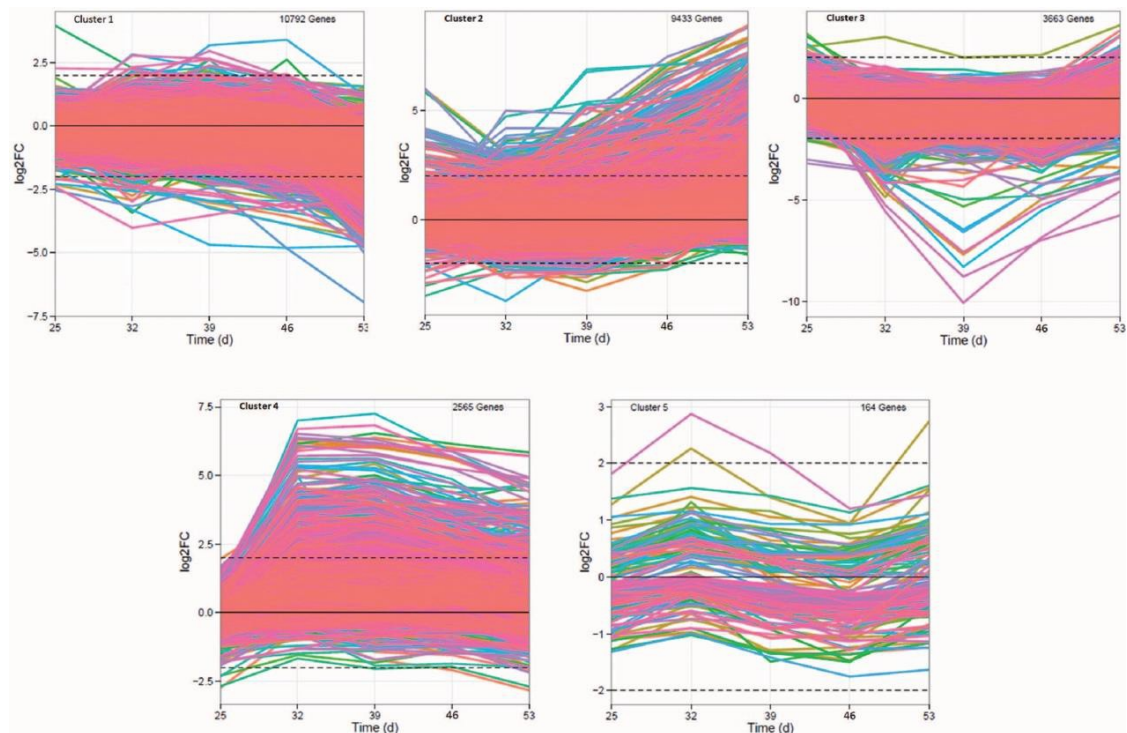 Cluster 1 10792 Genes
2.5
0.0
−2.5
−5.0
−7.5
log2FC
25 32 39 46 53
Time (d)
Cluster 2 9433 Genes
5
0
log2FC
25 32 39 46 53
Time (d)
Cluster 3 3663 Genes
0
−5
−10
log2FC
25 32 39 46 53
Time (d)
Cluster 4 2565 Genes
7.5
5.0
2.5
0.0
−2.5
log2FC
25 32 39 46 53
Time (d)
Cluster 5 164 Genes
3
2
1
0
−1
−2
log2FC
25 32 39 46 53
Time (d)